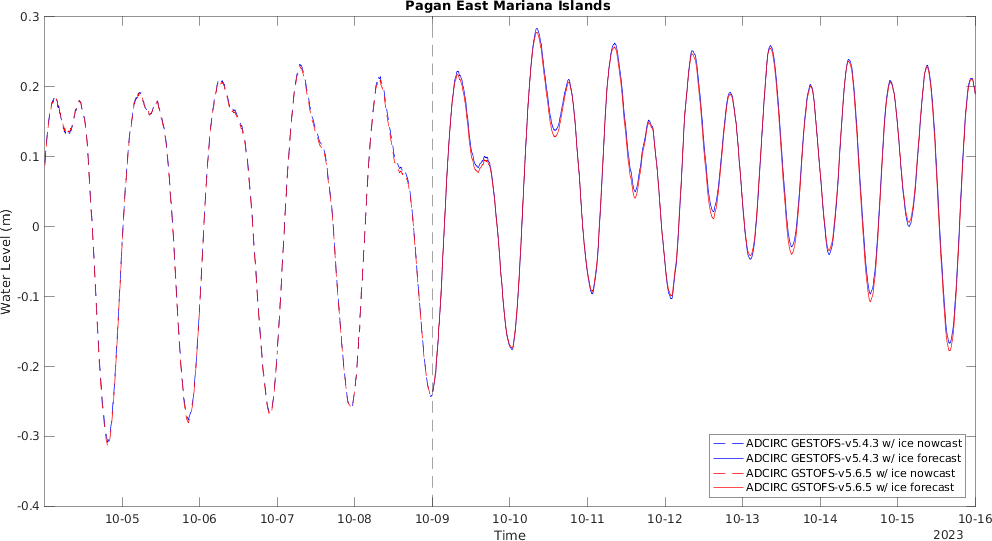 Pagan East Mariana Islands
Water Level (m)
0.3
0.2
0.1
0
-0.1
-0.2
-0.3
-0.4
10-05 10-06 10-07 10-08 10-09 10-10 10-11 10-12 10-13 10-14 10-15 10-16
Time
2023
ADCIRC GESTOFS-v5.4.3 w/ ice nowcast
ADCIRC GESTOFS-v5.4.3 w/ ice forecast
ADCIRC GSTOFS-v5.6.5 w/ ice nowcast
ADCIRC GSTOFS-v5.6.5 w/ ice forecast